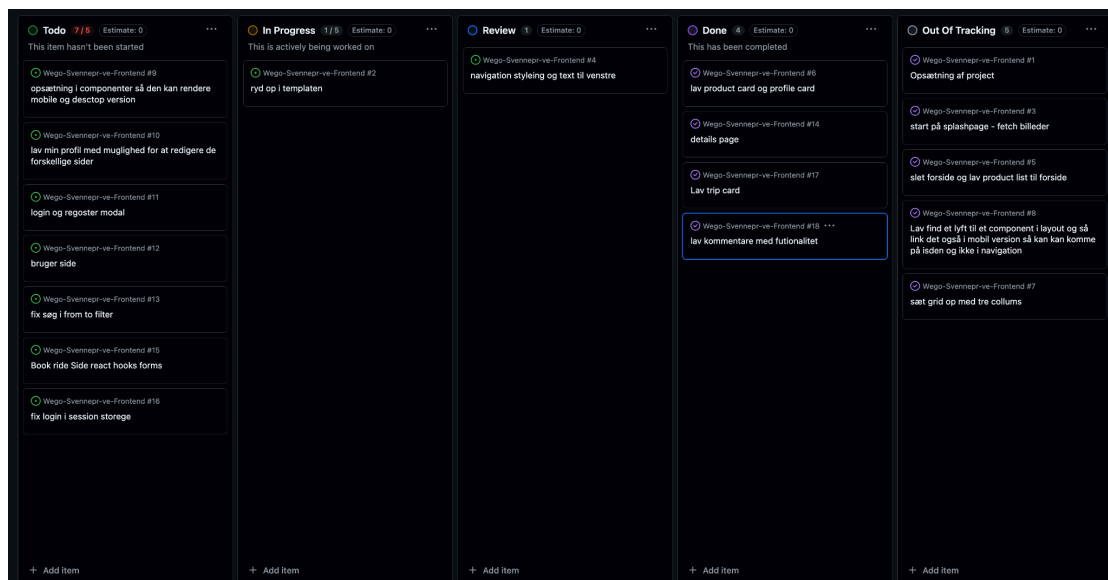 Todo 7 / 5 Estimate: 0
This item hasn't been started
Wego-Svennepr-ve-Frontend #9
opsætning i componenter så den kan rendere
mobile og desctop version
Wego-Svennepr-ve-Frontend #10
lav min profil med muglighed for at redigere de
forskellige sider
Wego-Svennepr-ve-Frontend #11
login og regoster modal
Wego-Svennepr-ve-Frontend #12
bruger side
Wego-Svennepr-ve-Frontend #13
fix søg i from to filter
Wego-Svennepr-ve-Frontend #15
Book ride Side react hooks forms
Wego-Svennepr-ve-Frontend #16
fix login i session storege
+ Add item
In Progress 1 / 5 Estimate: 0
This is actively being worked on
Wego-Svennepr-ve-Frontend #2
ryd op i templaten
+ Add item
Review 1 Estimate: 0
Wego-Svennepr-ve-Frontend #4
navigation styleing og text til venstre
+ Add item
Done 4 Estimate: 0
This has been completed
Wego-Svennepr-ve-Frontend #6
lav product card og profile card
Wego-Svennepr-ve-Frontend #14
details page
Wego-Svennepr-ve-Frontend #17
Lav trip card
Wego-Svennepr-ve-Frontend #18
lav kommentare med futionalitet
+ Add item
Out Of Tracking 5 Estimate: 0
Wego-Svennepr-ve-Frontend #1
Opsætning af project
Wego-Svennepr-ve-Frontend #3
start på splashpage - fetch billeder
Wego-Svennepr-ve-Frontend #5
slet forside og lav product list til forside
Wego-Svennepr-ve-Frontend #8
Lav find et lyft til et component i layout og så
link det også i mobil version så kan kan komme
på isden og ikke i navigation
Wego-Svennepr-ve-Frontend #7
sæt grid op med tre collums
+ Add item